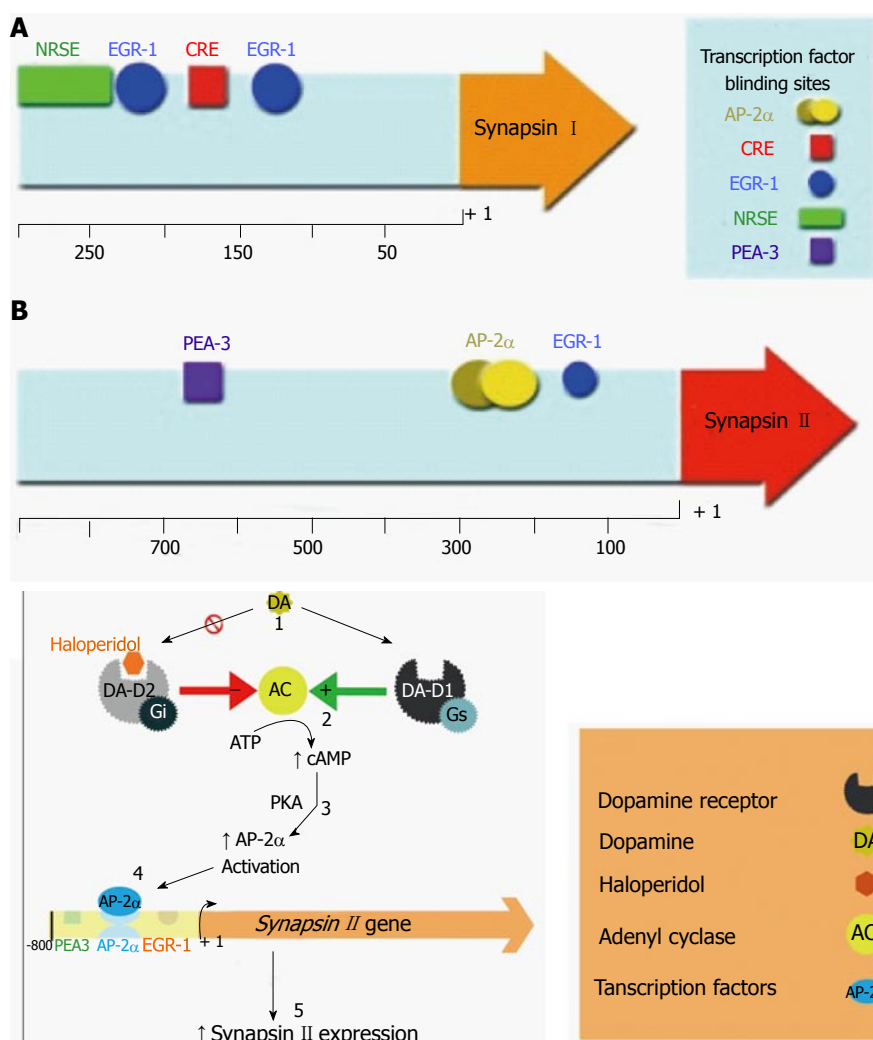 A
NRSE EGR-1 CRE EGR-1
Synapsin I
+ 1
250 150 50
Transcription factor
blinding sites
AP-2α
CRE
EGR-1
NRSE
PEA-3
B
PEA-3 AP-2α EGR-1
Synapsin II
+ 1
700 500 300 100
DA
1
Haloperidol
DA-D2 − AC + DA-D1
Gi Gs
2
ATP
↑ cAMP
PKA 3
↑ AP-2α
Activation
4
AP-2α
Synapsin II gene
-800 PEA3 AP-2α EGR-1 + 1
5
↑ Synapsin II expression
Dopamine receptor
Dopamine DA
Haloperidol
Adenyl cyclase AC
Tanscription factors AP-2